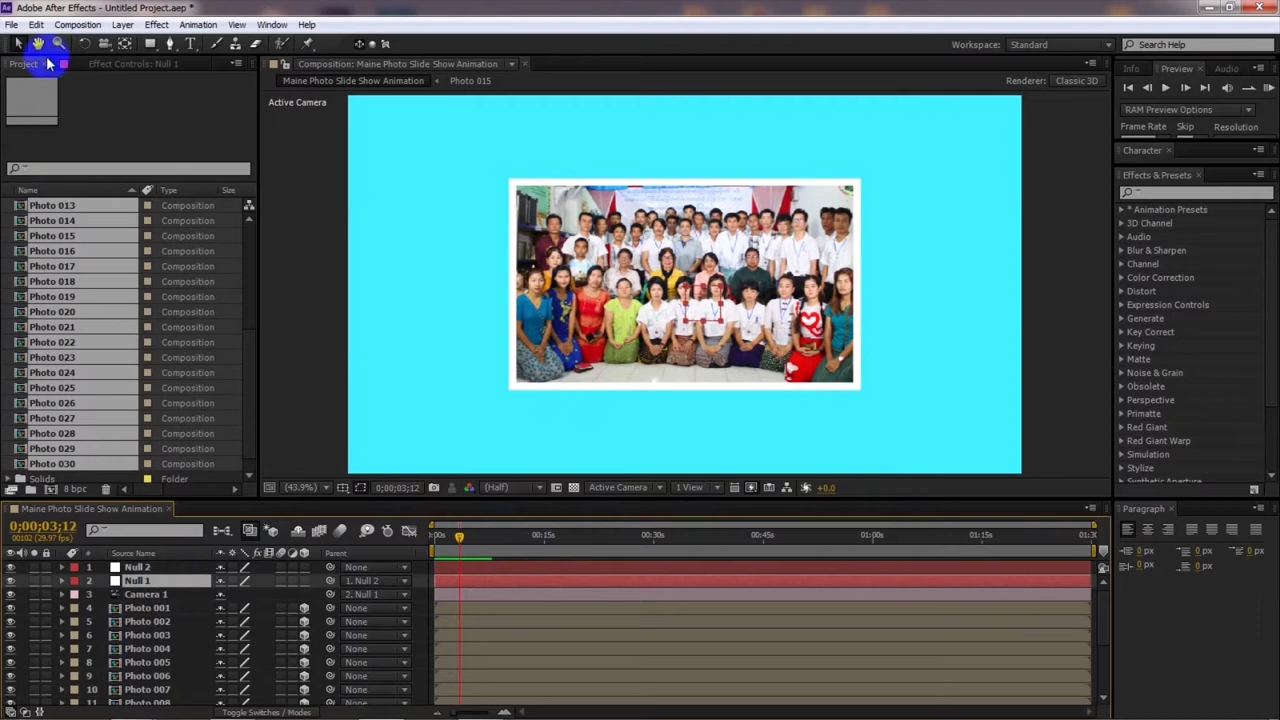 Adobe After Effects - Untitled Project.aep *
File Edit Composition Layer Effect Animation View Window Help
Workspace: Standard Search Help
Project Effect Controls: Null 1 Composition: Maine Photo Slide Show Animation Info Preview Audio
Maine Photo Slide Show Animation Photo 015 Renderer: Classic 3D
Active Camera
RAM Preview Options
Frame Rate Skip Resolution
Character
Effects & Presets
Name Type Size
Photo 013 Composition
Photo 014 Composition
Photo 015 Composition
Photo 016 Composition
Photo 017 Composition
Photo 018 Composition
Photo 019 Composition
Photo 020 Composition
Photo 021 Composition
Photo 022 Composition
Photo 023 Composition
Photo 024 Composition
Photo 025 Composition
Photo 026 Composition
Photo 027 Composition
Photo 028 Composition
Photo 029 Composition
Photo 030 Composition
Solids Folder
8 bpc
* Animation Presets
3D Channel
Audio
Blur & Sharpen
Channel
Color Correction
Distort
Expression Controls
Generate
Key Correct
Keying
Matte
Noise & Grain
Obsolete
Perspective
Primatte
Red Giant
Red Giant Warp
Simulation
Stylize
(43.9%) 0;00;03;12 (Half) Active Camera 1 View +0.0
Maine Photo Slide Show Animation
0;00;03;12
00102 (29.97 fps)
:00s 00:15s 00:30s 00:45s 01:00s 01:15s 01:30
# Source Name Parent
1 Null 2 None
2 Null 1 1. Null 2
3 Camera 1 2. Null 1
4 Photo 001 None
5 Photo 002 None
6 Photo 003 None
7 Photo 004 None
8 Photo 005 None
9 Photo 006 None
10 Photo 007 None
11 Photo 008 None
Toggle Switches / Modes
Paragraph
0 px 0 px 0 px
0 px 0 px